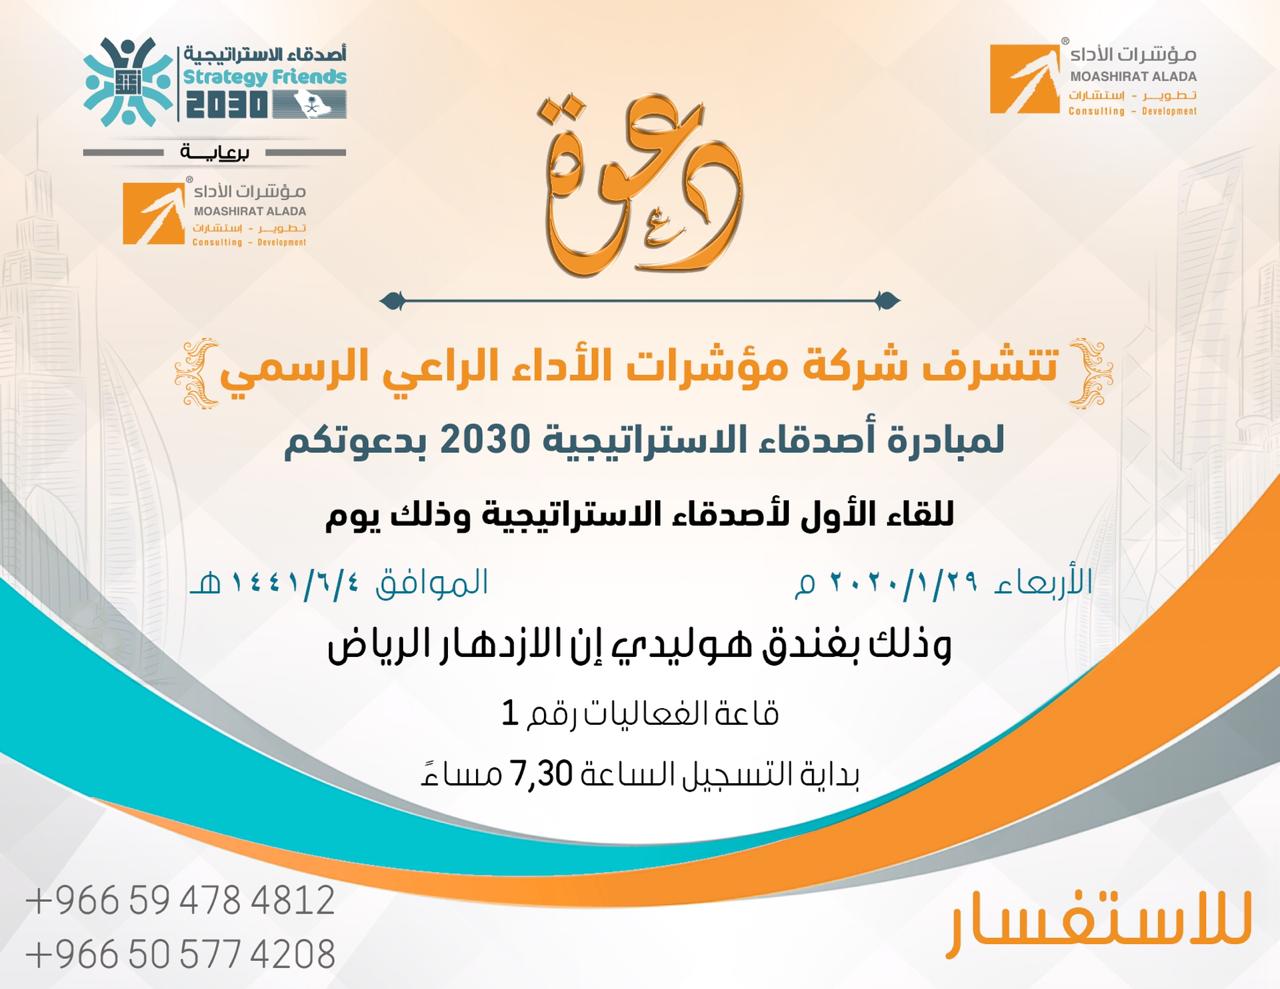 أصدقاء الاستراتيجية
Strategy Friends
2030
برعاية
مؤشرات الأداء
MOASHIRAT ALADA
تطوير - إستشارات
Consulting - Development
مؤشرات الأداء
MOASHIRAT ALADA
تطوير - إستشارات
Consulting - Development
دعوة
تتشرف شركة مؤشرات الأداء الراعي الرسمي
لمبادرة أصدقاء الاستراتيجية 2030 بدعوتكم
للقاء الأول لأصدقاء الاستراتيجية وذلك يوم
الأربعاء ٢٠٢٠/١/٢٩ م الموافق ١٤٤١/٦/٤ هـ
وذلك بفندق هوليدي إن الازدهار الرياض
قاعة الفعاليات رقم 1
بداية التسجيل الساعة 7,30 مساءً
للاستفسار
+966 59 478 4812
+966 50 577 4208